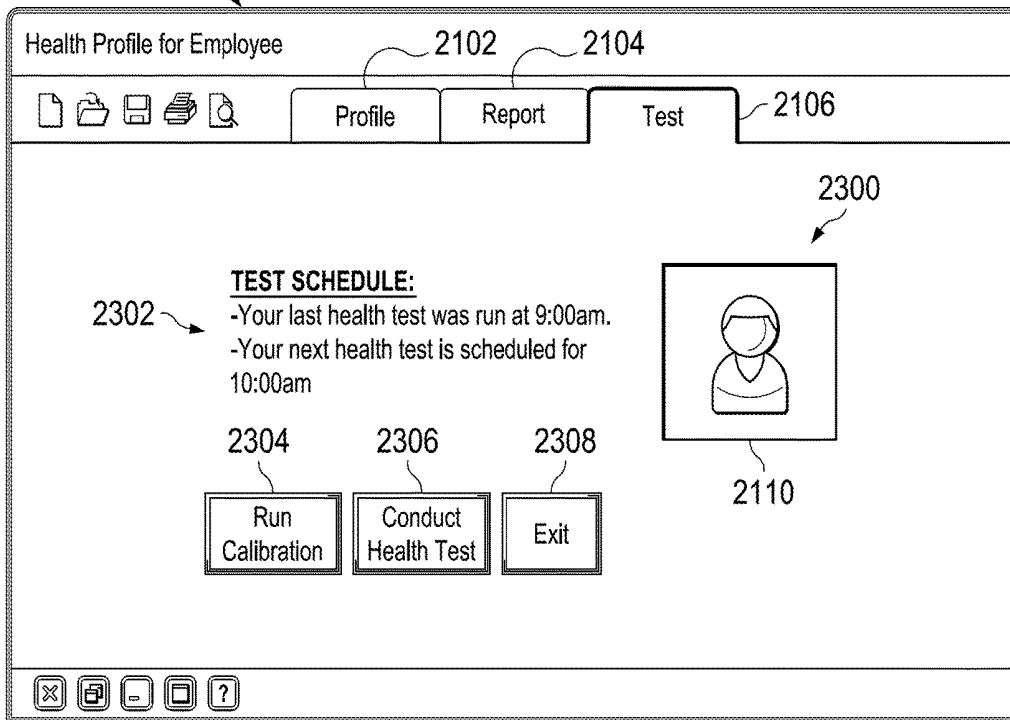 Health Profile for Employee
2102
2104
Profile
Report
Test
2106
2300
TEST SCHEDULE:
2302
-Your last health test was run at 9:00am.
-Your next health test is scheduled for
10:00am
2304
2306
2308
2110
Run
Calibration
Conduct
Health Test
Exit
?